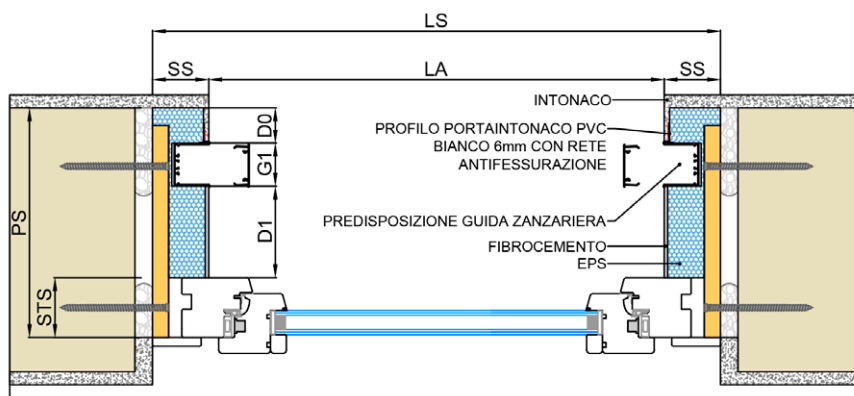 LS
SS
LA
SS
INTONACO
D0
PROFILO PORTAINTONACO PVC
BIANCO 6mm CON RETE
ANTIFESSURAZIONE
G1
PS
D1
PREDISPOSIZIONE GUIDA ZANZARIERA
FIBROCEMENTO
EPS
STS